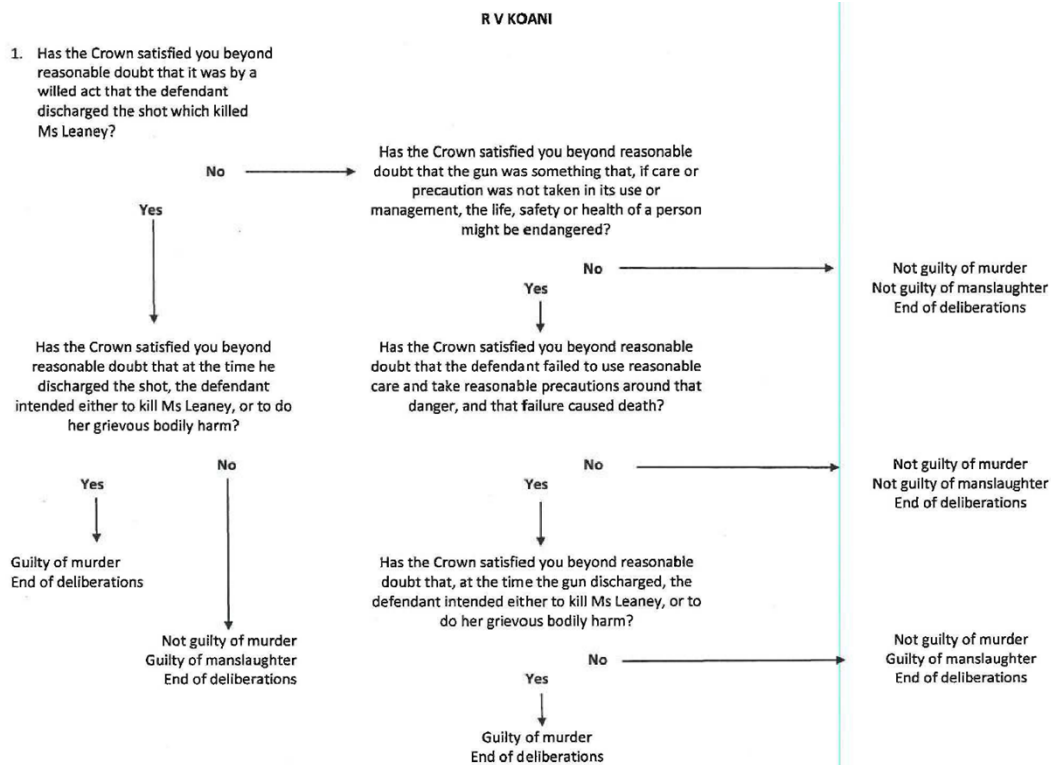 R V KOANI
1. Has the Crown satisfied you beyond
reasonable doubt that it was by a
willed act that the defendant
discharged the shot which killed
Ms Leaney?
No
Has the Crown satisfied you beyond reasonable
doubt that the gun was something that, if care or
precaution was not taken in its use or
management, the life, safety or health of a person
might be endangered?
Yes
No
Not guilty of murder
Not guilty of manslaughter
End of deliberations
Yes
Has the Crown satisfied you beyond
reasonable doubt that at the time he
discharged the shot, the defendant
intended either to kill Ms Leaney, or to do
her grievous bodily harm?
Has the Crown satisfied you beyond reasonable
doubt that the defendant failed to use reasonable
care and take reasonable precautions around that
danger, and that failure caused death?
No
Yes
No
Yes
Not guilty of murder
Not guilty of manslaughter
End of deliberations
Guilty of murder
End of deliberations
Has the Crown satisfied you beyond reasonable
doubt that, at the time the gun discharged, the
defendant intended either to kill Ms Leaney, or to
do her grievous bodily harm?
Not guilty of murder
Guilty of manslaughter
End of deliberations
No
Yes
Not guilty of murder
Guilty of manslaughter
End of deliberations
Guilty of murder
End of deliberations